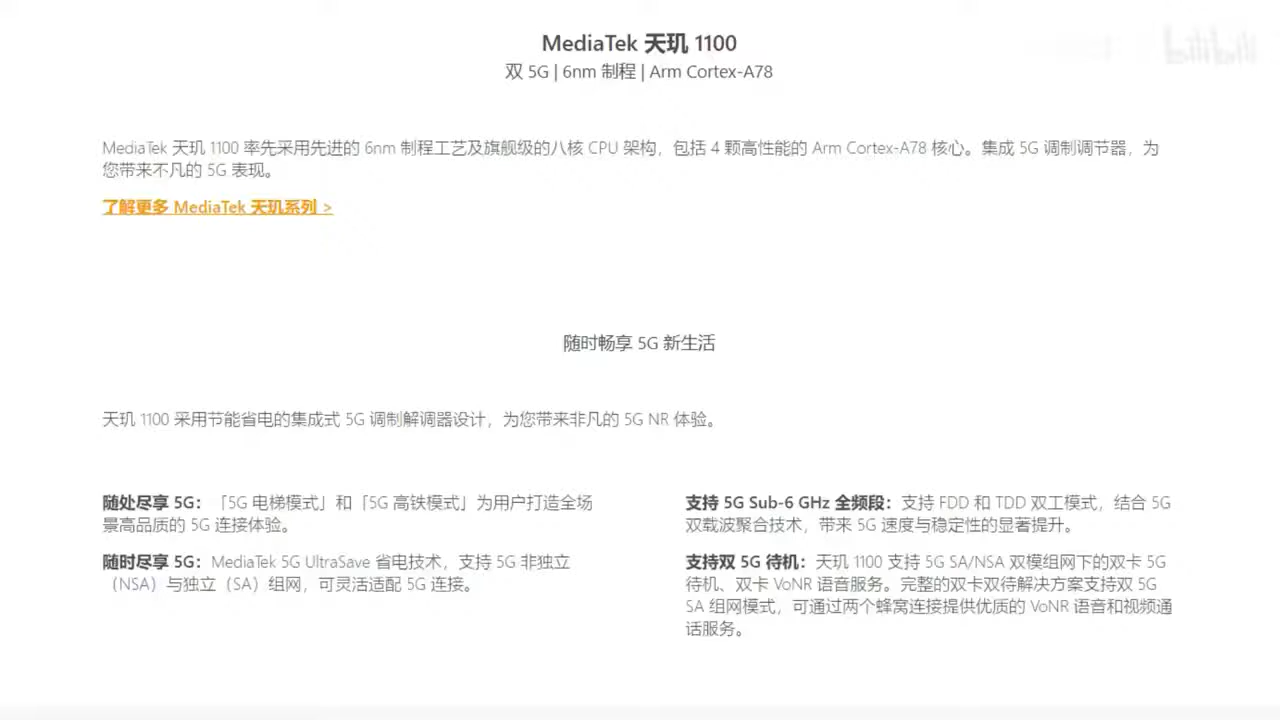 MediaTek 天玑 1100
bilibili
双 5G | 6nm 制程 | Arm Cortex-A78
MediaTek 天玑 1100 率先采用先进的 6nm 制程工艺及旗舰级的八核 CPU 架构，包括 4 颗高性能的 Arm Cortex-A78 核心。集成 5G 调制调节器，为
您带来不凡的 5G 表现。
了解更多 MediaTek 天玑系列 >
随时畅享 5G 新生活
天玑 1100 采用节能省电的集成式 5G 调制解调器设计，为您带来非凡的 5G NR 体验。
随处尽享 5G：「5G 电梯模式」和「5G 高铁模式」为用户打造全场
景高品质的 5G 连接体验。
随时尽享 5G：MediaTek 5G UltraSave 省电技术，支持 5G 非独立
（NSA）与独立（SA）组网，可灵活适配 5G 连接。
支持 5G Sub-6 GHz 全频段：支持 FDD 和 TDD 双工模式，结合 5G
双载波聚合技术，带来 5G 速度与稳定性的显著提升。
支持双 5G 待机：天玑 1100 支持 5G SA/NSA 双模组网下的双卡 5G
待机、双卡 VoNR 语音服务。完整的双卡双待解决方案支持双 5G
SA 组网模式，可通过两个蜂窝连接提供优质的 VoNR 语音和视频通
话服务。